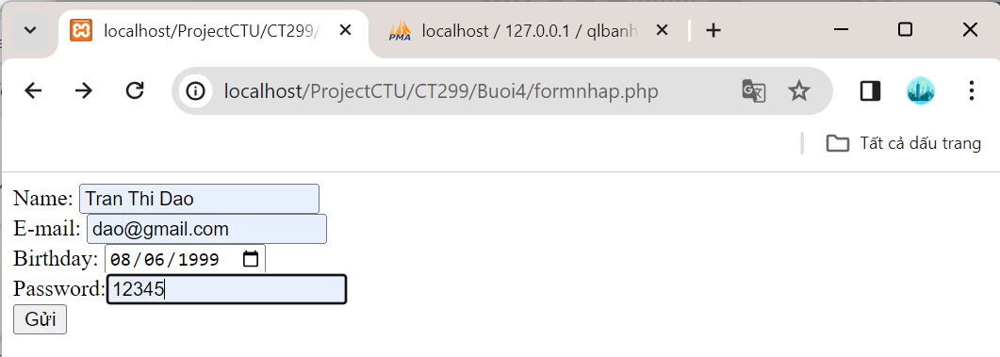 localhost/ProjectCTU/CT299/
PMA localhost / 127.0.0.1 / qlbanh
localhost/ProjectCTU/CT299/Buoi4/formnhap.php
Tất cả dấu trang
Name: Tran Thi Dao
E-mail: dao@gmail.com
Birthday: 08/06/1999
Password: 12345
Gửi